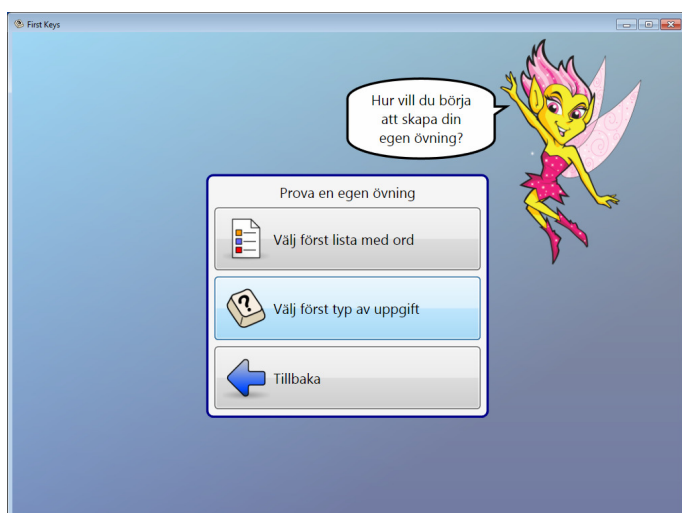 First Keys
Hur vill du börja
att skapa din
egen övning?
Prova en egen övning
Välj först lista med ord
?
Välj först typ av uppgift
Tillbaka